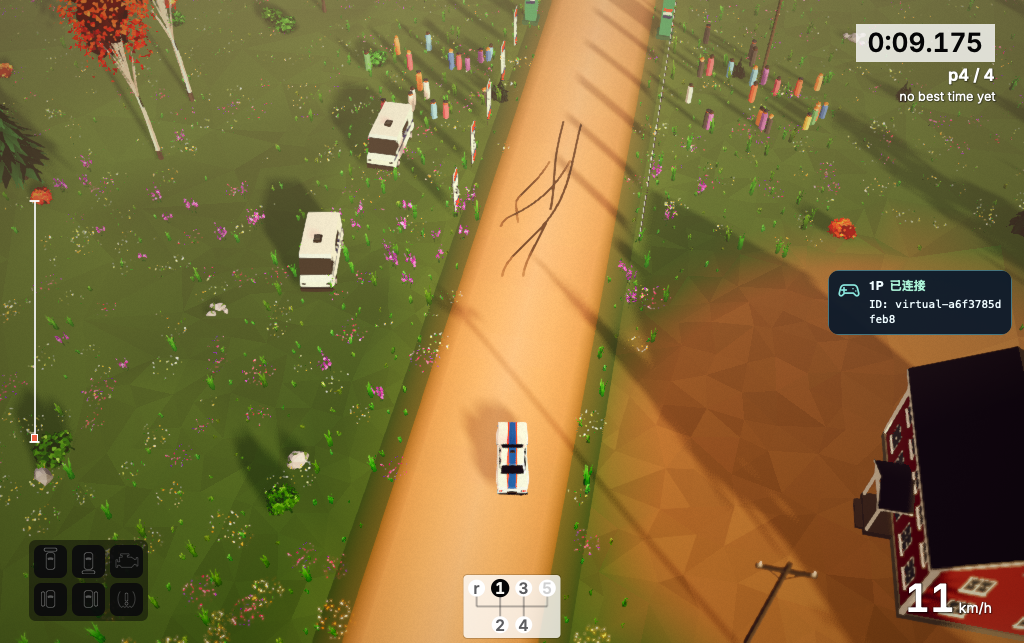 0:09.175
p4 / 4
no best time yet
1P 已连接
ID: virtual-a6f3785d
feb8
r 1 3 5
2 4
11 km/h